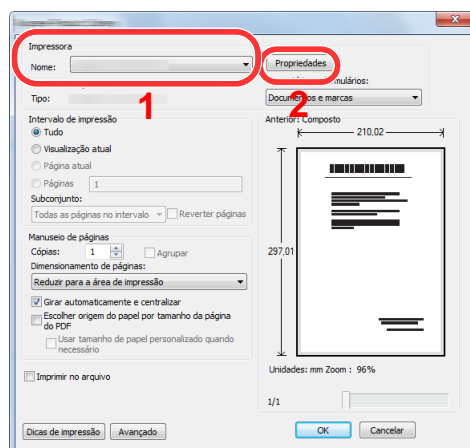 Impressora
Nome:
Propriedades
mulários:
Tipo:
Documentos e marcas
1
2
Intervalo de impressão
Tudo
Visualização atual
Página atual
Páginas 1
Subconjunto:
Todas as páginas no intervalo
Reverter páginas
Manuseio de páginas
Cópias: 1
Agrupar
Dimensionamento de páginas:
Reduzir para a área de impressão
Girar automaticamente e centralizar
Escolher origem do papel por tamanho da página
do PDF
Usar tamanho de papel personalizado quando
necessário
Imprimir no arquivo
Anterior: Composto
210,02
297,01
Unidades: mm Zoom : 96%
1/1
Dicas de impressão
Avançado
OK
Cancelar